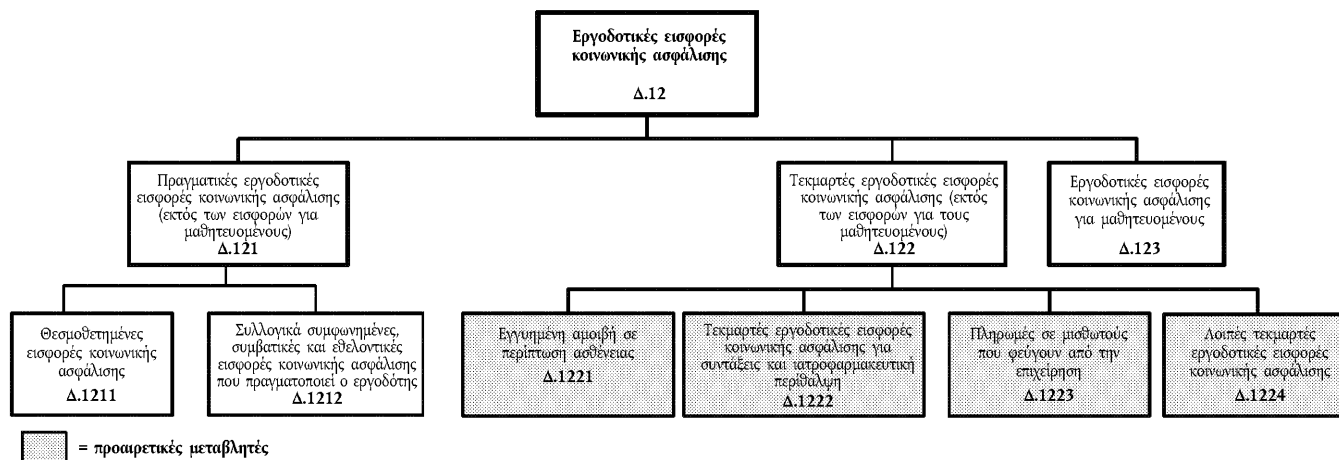 Εργοδοτικές εισφορές
κοινωνικής ασφάλισης
Δ.12
Πραγματικές εργοδοτικές
εισφορές κοινωνικής ασφάλισης
(εκτός των εισφορών για
μαθητευομένους)
Δ.121
Τεκμαρτές εργοδοτικές εισφορές
κοινωνικής ασφάλισης (εκτός
των εισφορών για τους
μαθητευομένους)
Δ.122
Εργοδοτικές εισφορές
κοινωνικής ασφάλισης
για μαθητευομένους
Δ.123
Θεσμοθετημένες
εισφορές κοινωνικής
ασφάλισης
Δ.1211
Συλλογικά συμφωνημένες,
συμβατικές και εθελοντικές
εισφορές κοινωνικής ασφάλισης
που πραγματοποιεί ο εργοδότης
Δ.1212
Εγγυημένη αμοιβή σε
περίπτωση ασθένειας
Δ.1221
Τεκμαρτές εργοδοτικές εισφορές
κοινωνικής ασφάλισης για
συντάξεις και ιατροφαρμακευτική
περίθαλψη
Δ.1222
Πληρωμές σε μισθωτούς
που φεύγουν από την
επιχείρηση
Δ.1223
Λοιπές τεκμαρτές
εργοδοτικές εισφορές
κοινωνικής ασφάλισης
Δ.1224
= προαιρετικές μεταβλητές